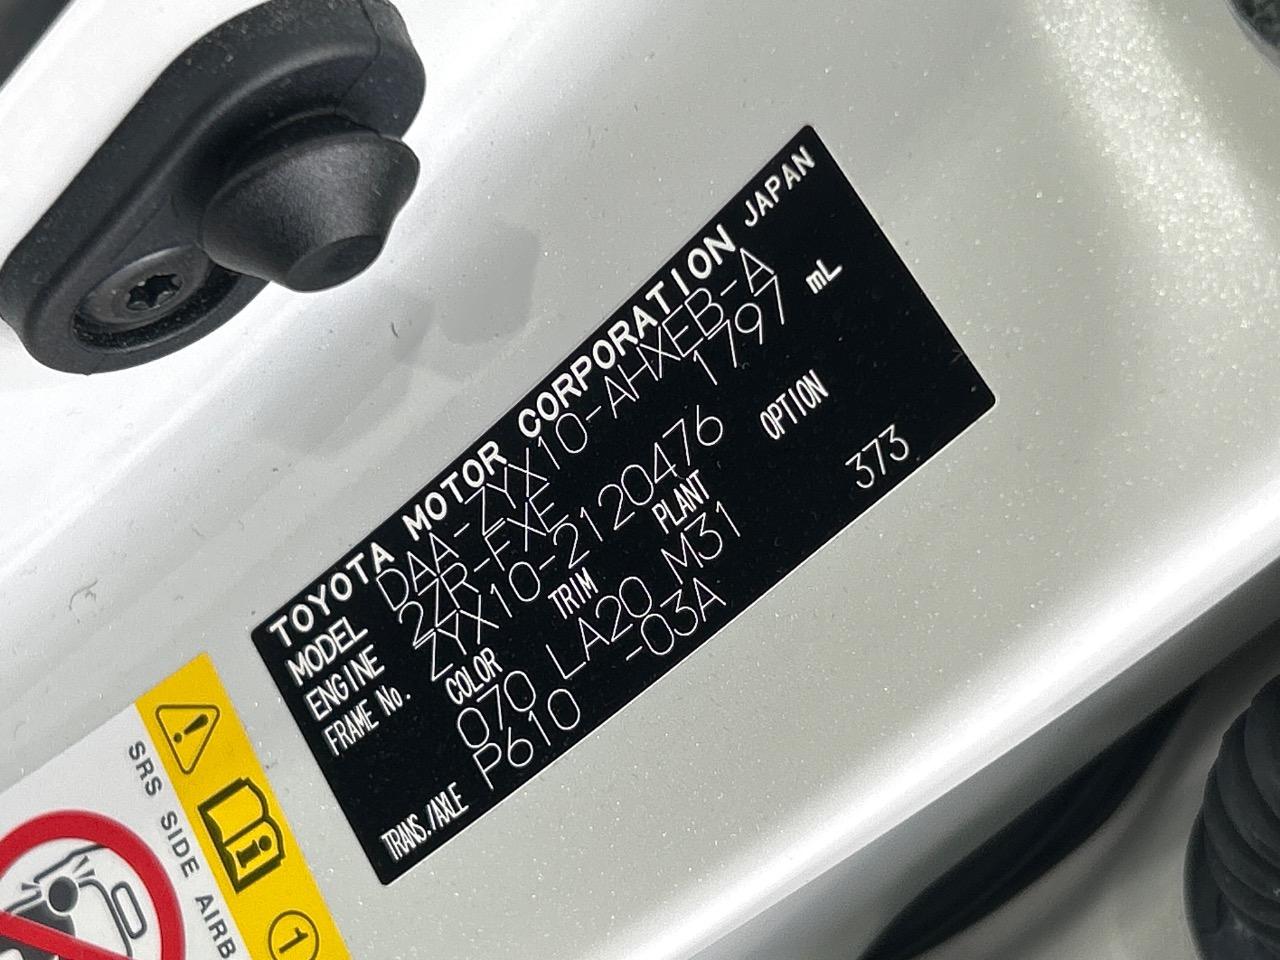 TOYOTA MOTOR CORPORATION JAPAN
MODEL DAA-ZYX10-AHXEB-A
ENGINE 2ZR-FXE 1797 mL
FRAME No. ZYX10-2120476
COLOR TRIM PLANT OPTION
070 LA20 M31 373
TRANS./AXLE P610 -03A
SRS SIDE AIRB
1